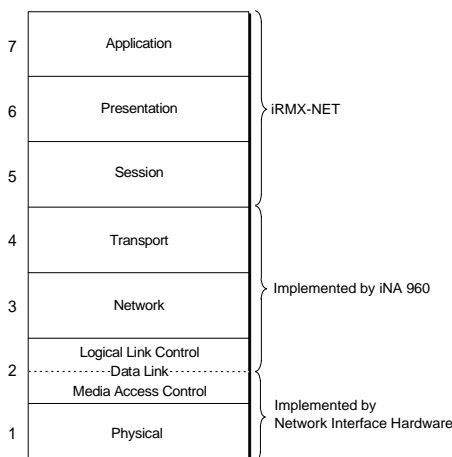 7 Application
6 Presentation
iRMX-NET
5 Session
4 Transport
3 Network
Implemented by iNA 960
Logical Link Control
2 Data Link
Media Access Control
1 Physical
Implemented by
Network Interface Hardware